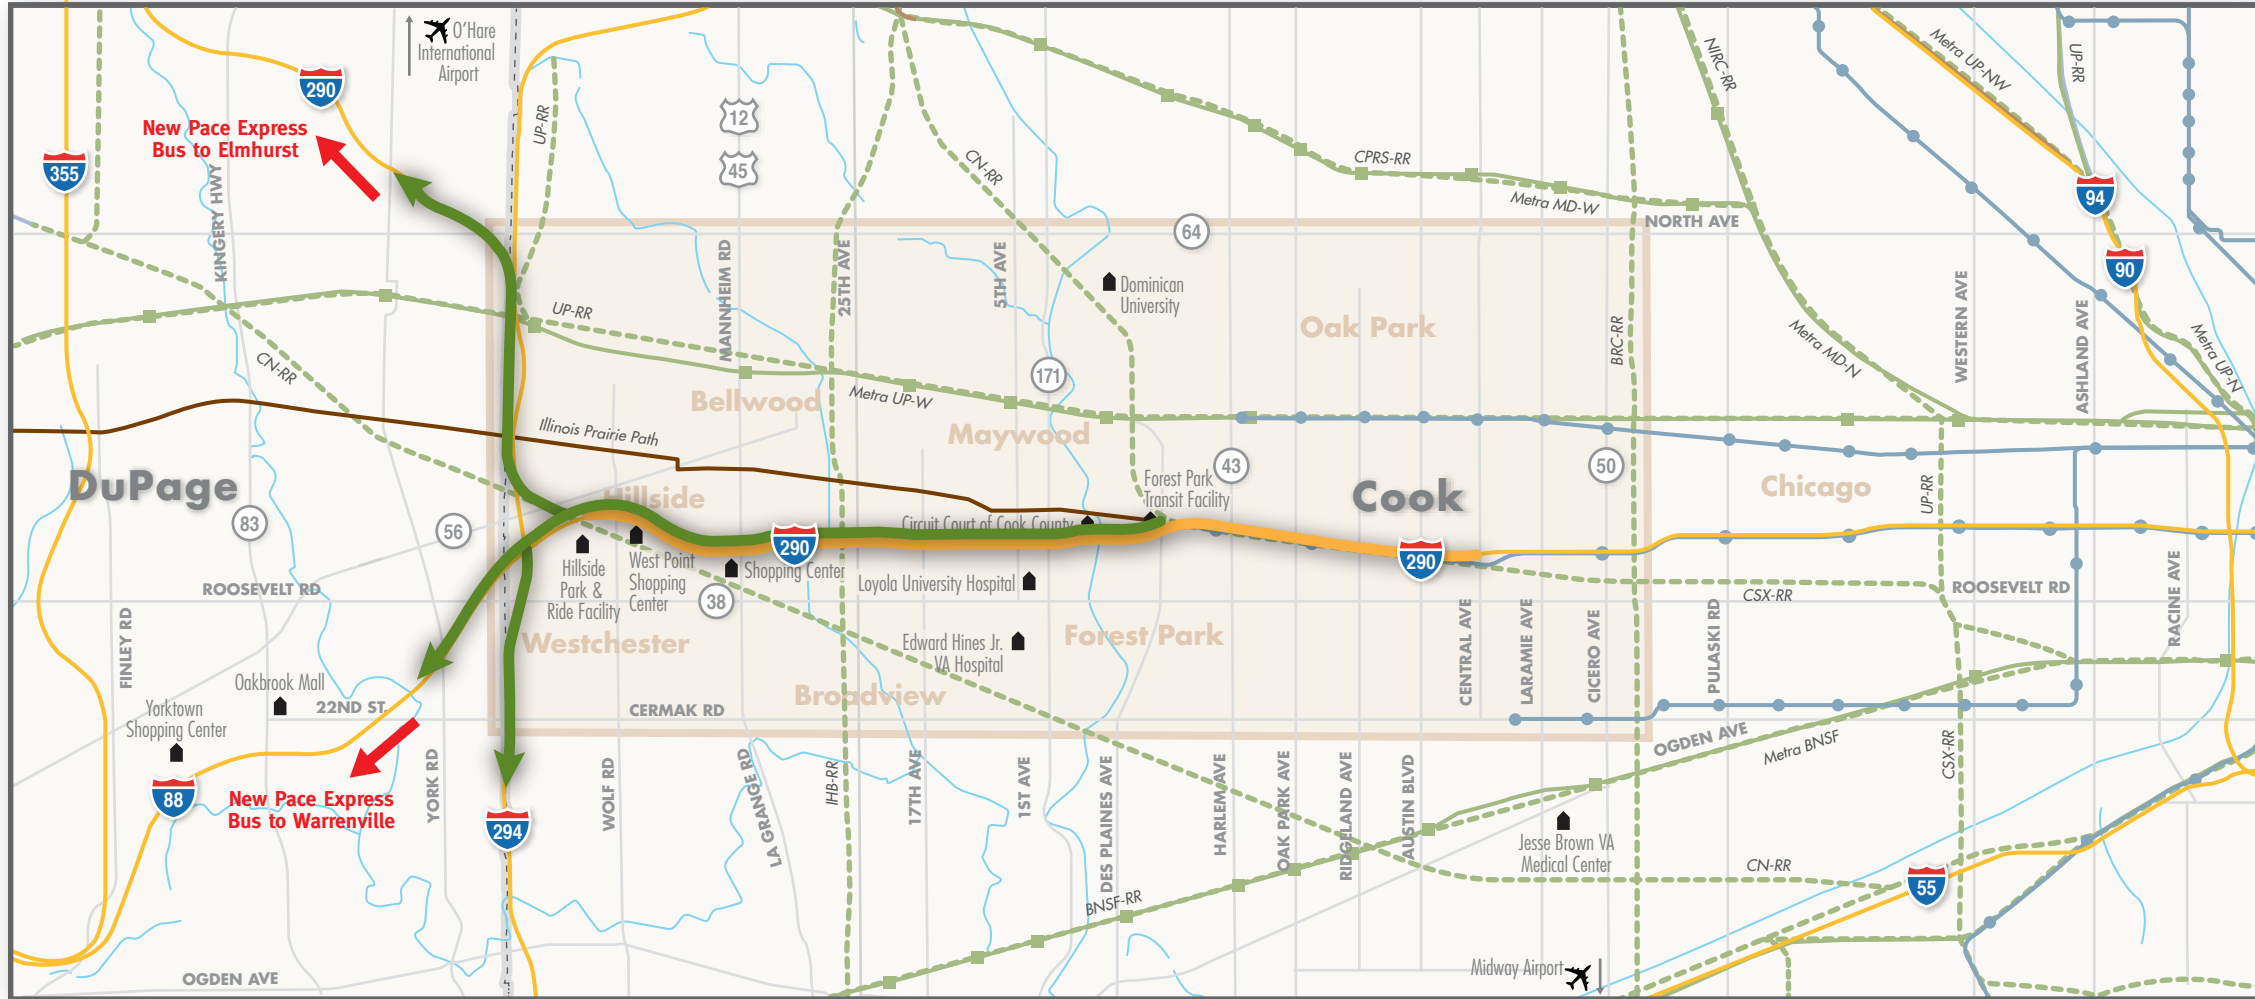 O'Hare
International
Airport
290
New Pace Express
Bus to Elmhurst
355
KINGERY HWY
UP-RR
12
45
CN-RR
CPRS-RR
Metra MD-W
NIRC-RR
Metra UP-NW
UP-RR
94
NORTH AVE
64
90
MANNHEIM RD
25TH AVE
5TH AVE
Dominican
University
UP-RR
Oak Park
BRC-RR
Metra MD-N
WESTERN AVE
ASHLAND AVE
Metra UP-N
CN-RR
171
Bellwood
Metra UP-W
Illinois Prairie Path
Maywood
43
50
DuPage
Hillside
Forest Park
Transit Facility
Cook
Chicago
UP-RR
83
56
Circuit Court of Cook County
290
290
Hillside
Park &
Ride Facility
West Point
Shopping
Center
Shopping Center
38
Loyola University Hospital
ROOSEVELT RD
CSX-RR
ROOSEVELT RD
FINLEY RD
Westchester
Edward Hines Jr.
VA Hospital
Forest Park
CENTRAL AVE
LARAMIE AVE
CICERO AVE
PULASKI RD
RACINE AVE
Oakbrook Mall
22ND ST.
Yorktown
Shopping Center
Broadview
CERMAK RD
OGDEN AVE
Metra BNSF
CSX-RR
88
New Pace Express
Bus to Warrenville
YORK RD
294
WOLF RD
LA GRANGE RD
IHB-RR
17TH AVE
1ST AVE
DES PLAINES AVE
HARLEM AVE
OAK PARK AVE
RIDGELAND AVE
AUSTIN BLVD
Jesse Brown VA
Medical Center
CN-RR
55
BNSF-RR
OGDEN AVE
Midway Airport